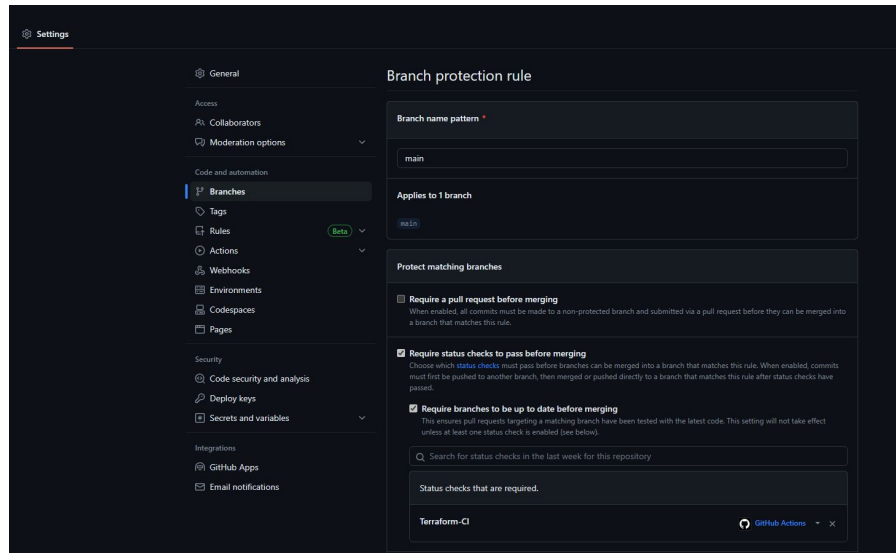 Settings
General
Access
Collaborators
Moderation options
Code and automation
Branches
Tags
Rules Beta
Actions
Webhooks
Environments
Codespaces
Pages
Security
Code security and analysis
Deploy keys
Secrets and variables
Integrations
GitHub Apps
Email notifications
Branch protection rule
Branch name pattern *
main
Applies to 1 branch
main
Protect matching branches
Require a pull request before merging
When enabled, all commits must be made to a non-protected branch and submitted via a pull request before they can be merged into
a branch that matches this rule.
Require status checks to pass before merging
Choose which status checks must pass before branches can be merged into a branch that matches this rule. When enabled, commits
must first be pushed to another branch, then merged or pushed directly to a branch that matches this rule after status checks have
passed.
Require branches to be up to date before merging
This ensures pull requests targeting a matching branch have been tested with the latest code. This setting will not take effect
unless at least one status check is enabled (see below).
Search for status checks in the last week for this repository
Status checks that are required.
Terraform-CI GitHub Actions